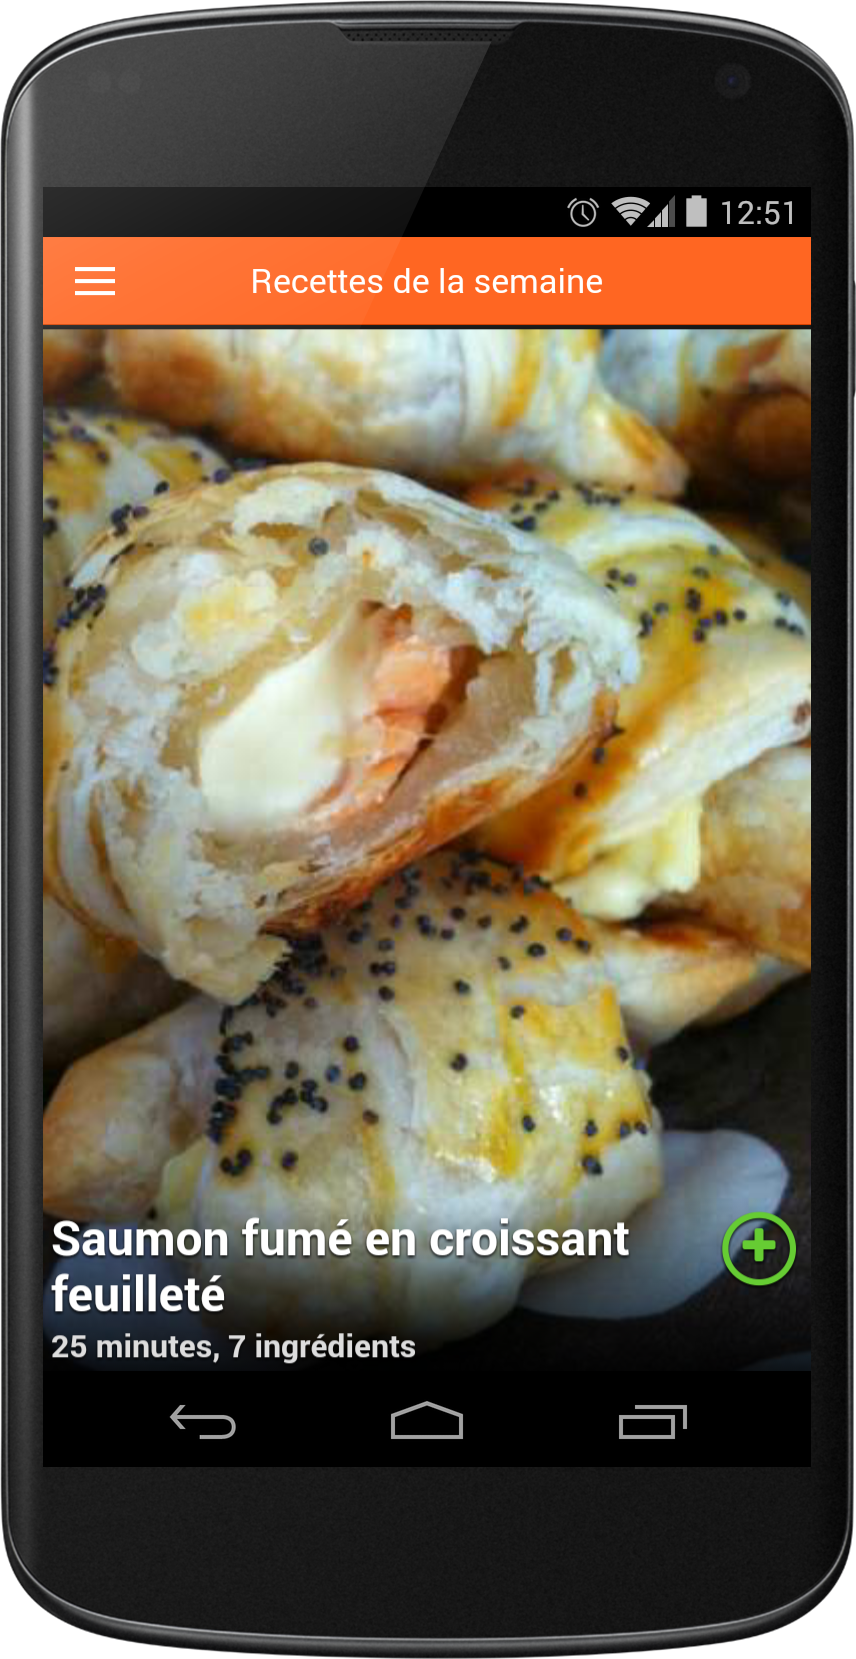 12:51
Recettes de la semaine
Saumon fumé en croissant
feuilleté
25 minutes, 7 ingrédients